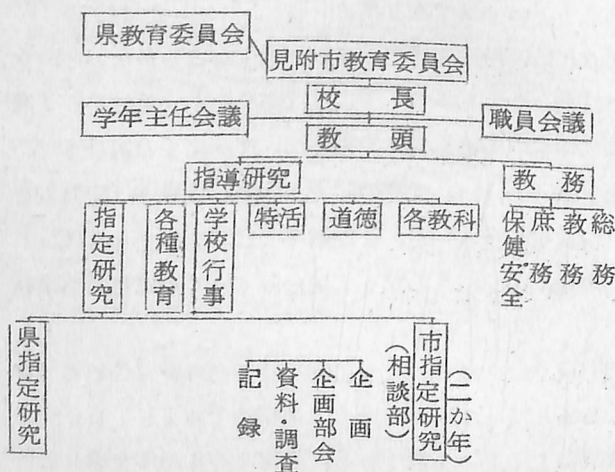 県教育委員会
見附市教育委員会
校長
学年主任会議
職員会議
教頭
指導研究
教務
指定研究
各種教育
学校行事
特活
道徳
各教科
保健安全
庶務
教務
総務
県指定研究
記録
資料・調査
企画部会
企画
(相談部)
市指定研究
(二か年)